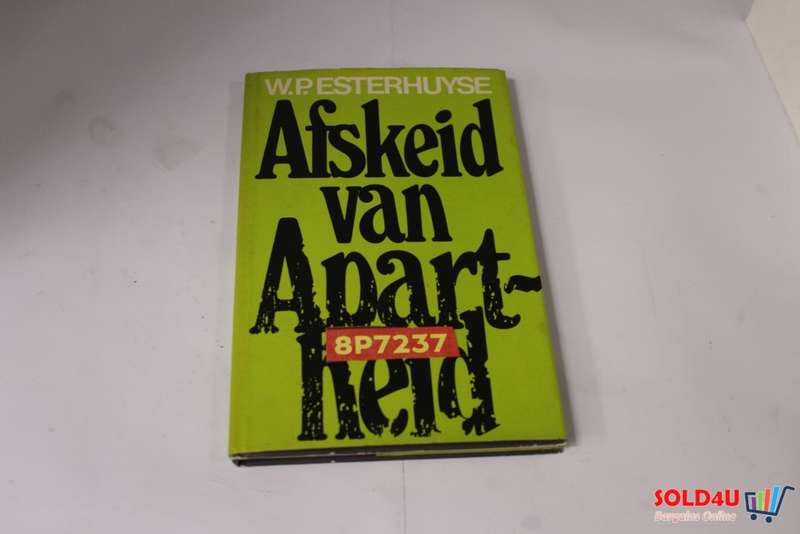 W.P. ESTERHUYSE
Afskeid
van
Apart-
8P7237
heid
SOLD4U
Bargains Online